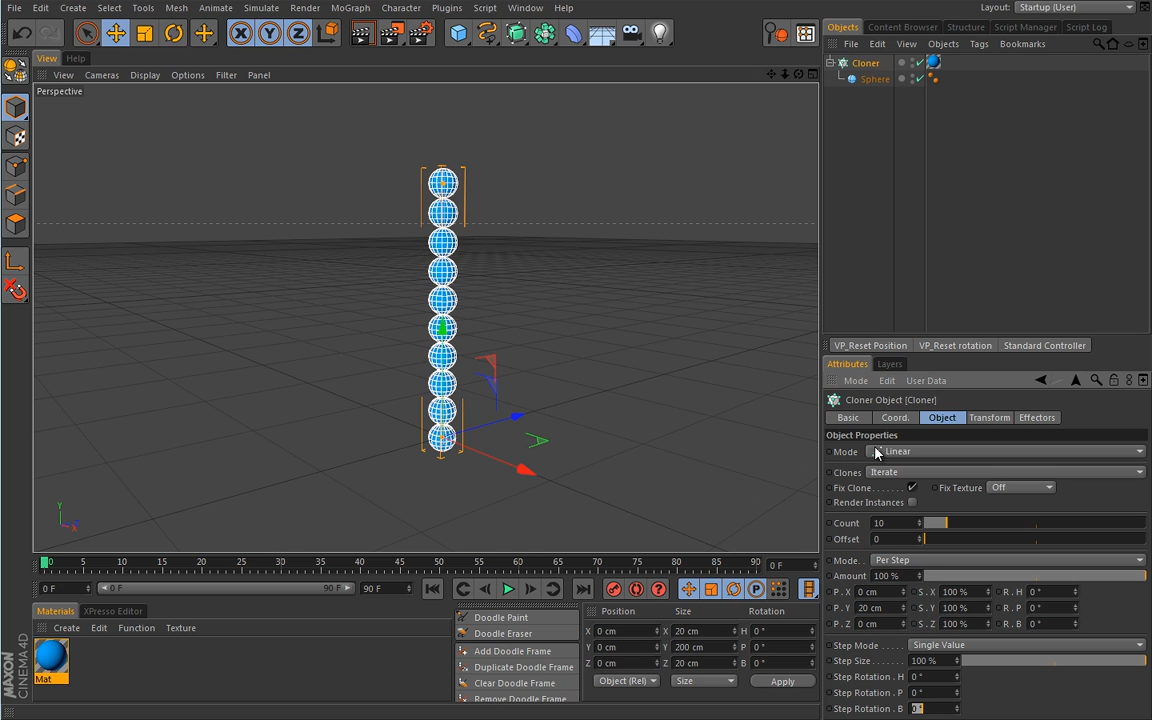 File Edit Create Select Tools Mesh Animate Simulate Render MoGraph Character Plugins Script Window Help Layout: Startup (User)
Objects Content Browser Structure Script Manager Script Log
File Edit View Objects Tags Bookmarks
View Help
View Cameras Display Options Filter Panel
Perspective
Cloner
Sphere
Y
X
VP_Reset Position VP_Reset rotation Standard Controller
Attributes Layers
Mode Edit User Data
Cloner Object [Cloner]
Basic Coord. Object Transform Effectors
Object Properties
Mode Linear
Clones Iterate
Fix Clone....... Fix Texture Off
Render Instances
Count 10
Offset 0
Mode. . Per Step
Amount 100 %
P . X 0 cm S . X 100 % R . H 0 °
P . Y 20 cm S . Y 100 % R . P 0 °
P . Z 0 cm S . Z 100 % R . B 0 °
Step Mode . Single Value
Step Size....... 100 %
Step Rotation . H 0 °
Step Rotation . P 0 °
Step Rotation . B 0 °
0 5 10 15 20 25 30 35 40 45 50 55 60 65 70 75 80 85 90 0 F
0 F 0 F 90 F 90 F
Materials XPresso Editor
Create Edit Function Texture
Mat
MAXON CINEMA 4D
Doodle Paint
Doodle Eraser
Add Doodle Frame
Duplicate Doodle Frame
Clear Doodle Frame
Remove Doodle Frame
Position Size Rotation
X 0 cm X 20 cm H 0 °
Y 0 cm Y 200 cm P 0 °
Z 0 cm Z 20 cm B 0 °
Object (Rel) Size Apply